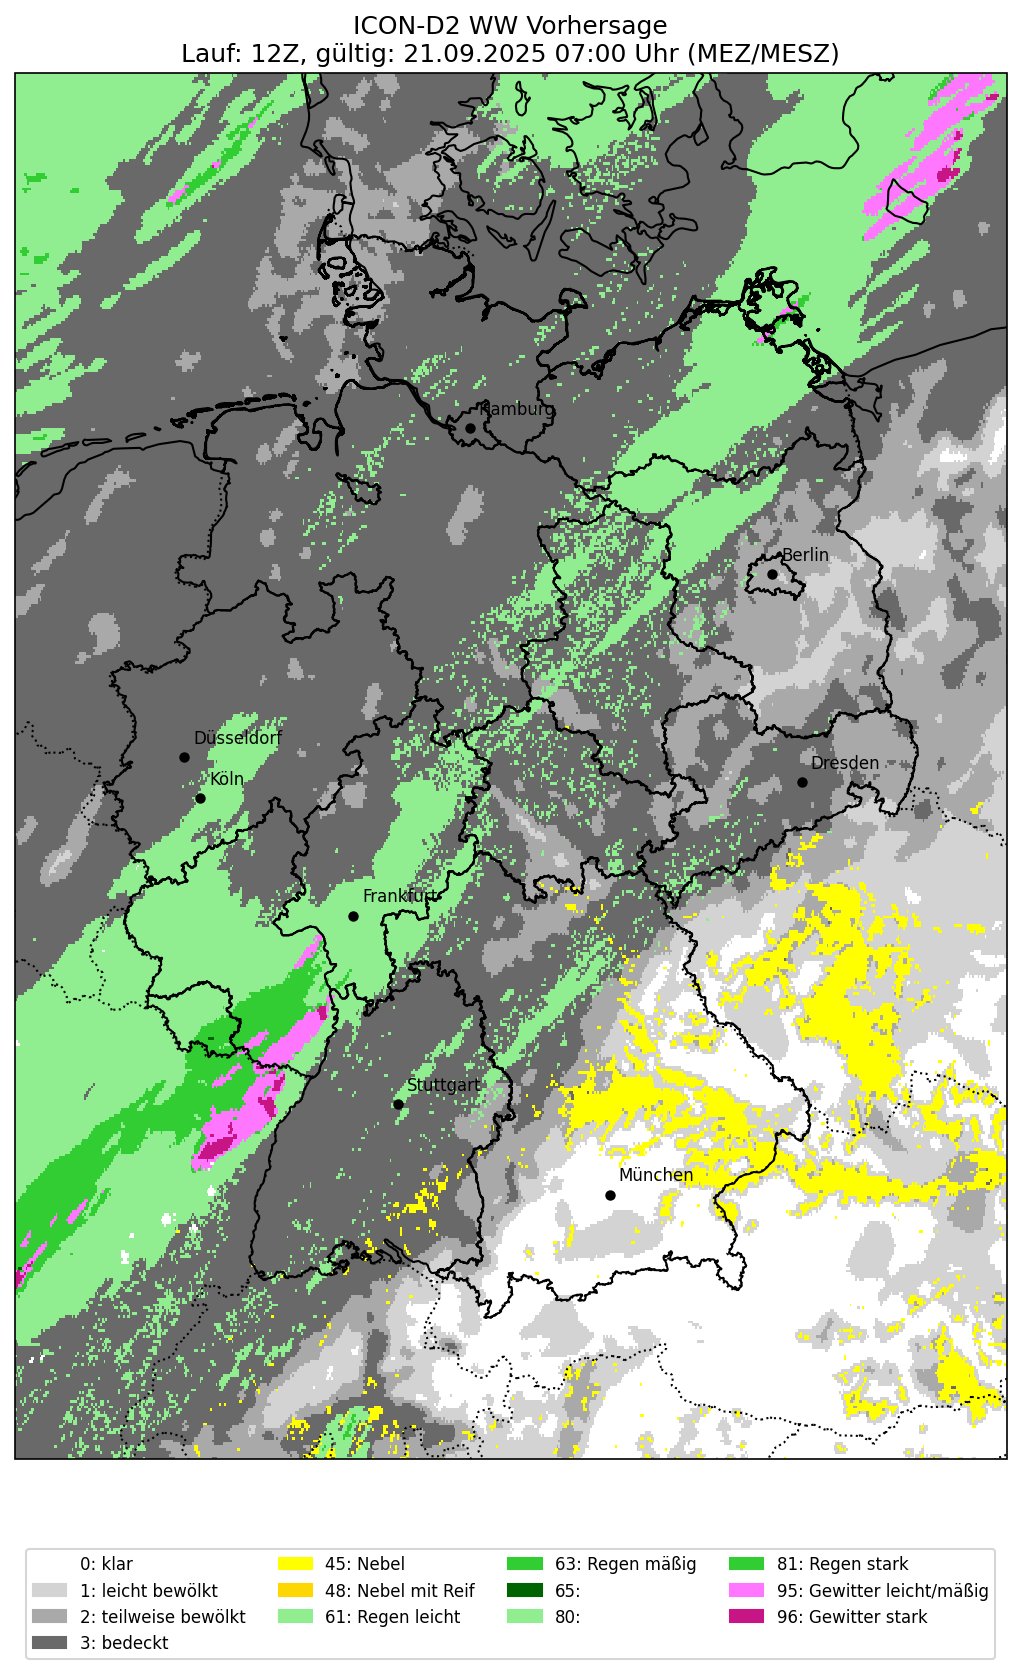 ICON-D2 WW Vorhersage
Lauf: 12Z, gültig: 21.09.2025 07:00 Uhr (MEZ/MESZ)
Hamburg
Berlin
Düsseldorf
Köln
Dresden
Frankfurt
Stuttgart
München
0: klar
1: leicht bewölkt
2: teilweise bewölkt
3: bedeckt
45: Nebel
48: Nebel mit Reif
61: Regen leicht
63: Regen mäßig
65:
80:
81: Regen stark
95: Gewitter leicht/mäßig
96: Gewitter stark